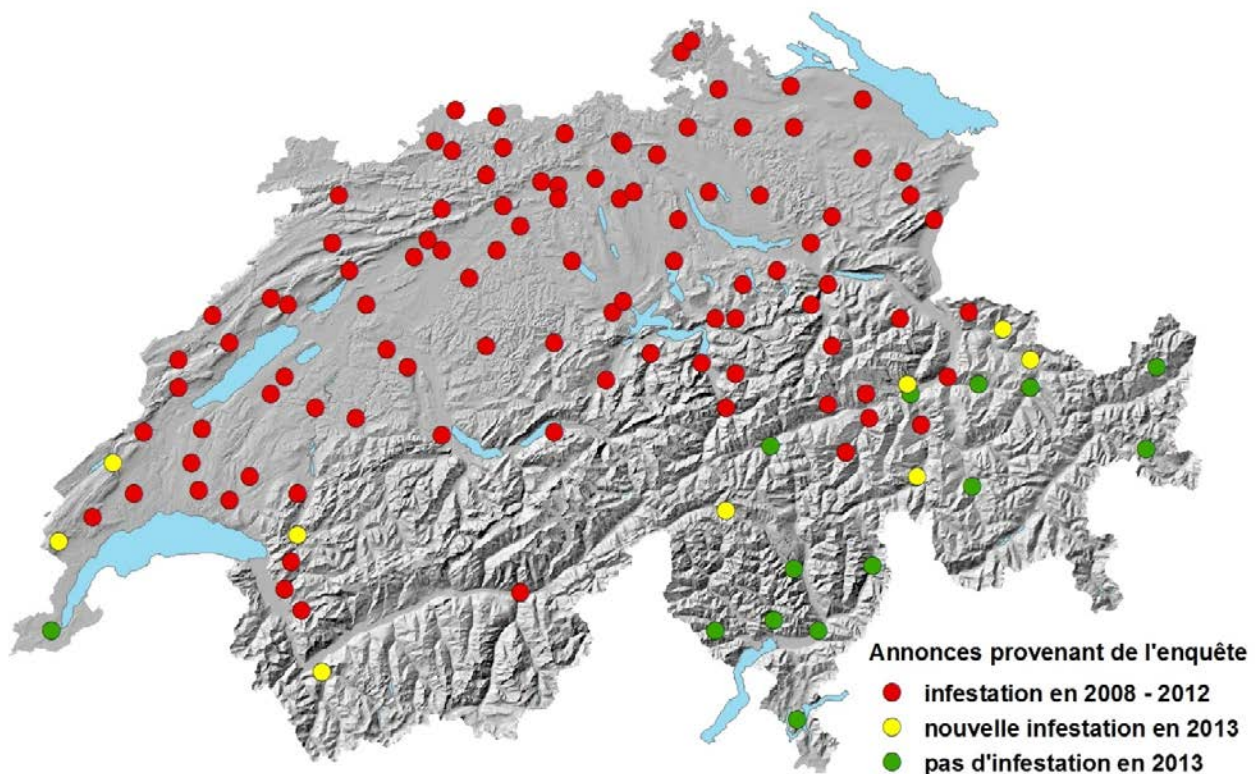 Annonces provenant de l'enquête
infestation en 2008 - 2012
nouvelle infestation en 2013
pas d'infestation en 2013